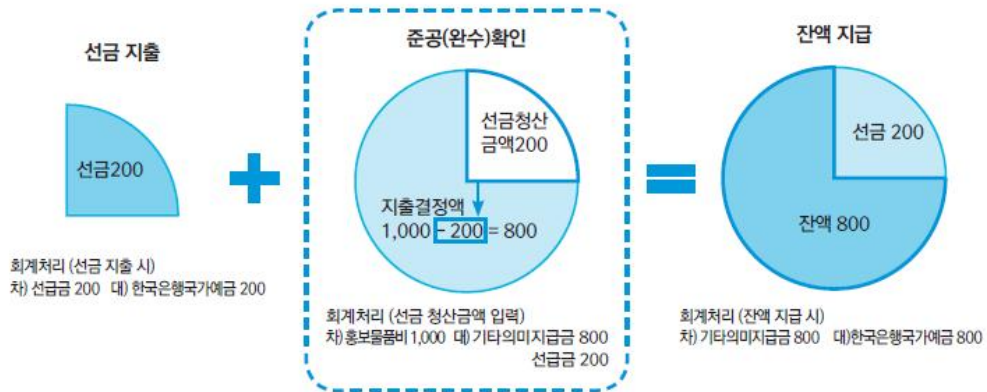 선금 지출
선금200
회계처리 (선금 지출 시)
차) 선급금 200 대) 한국은행국가예금 200
준공(완수)확인
선금청산
금액200
지출결정액
1,000 - 200 = 800
회계처리 (선금 청산금액 입력)
차)홍보물품비 1,000 대) 기타의미지급금 800
선급금 200
잔액 지급
선금 200
잔액 800
회계처리 (잔액 지급 시)
차) 기타의미지급금 800 대)한국은행국가예금 800